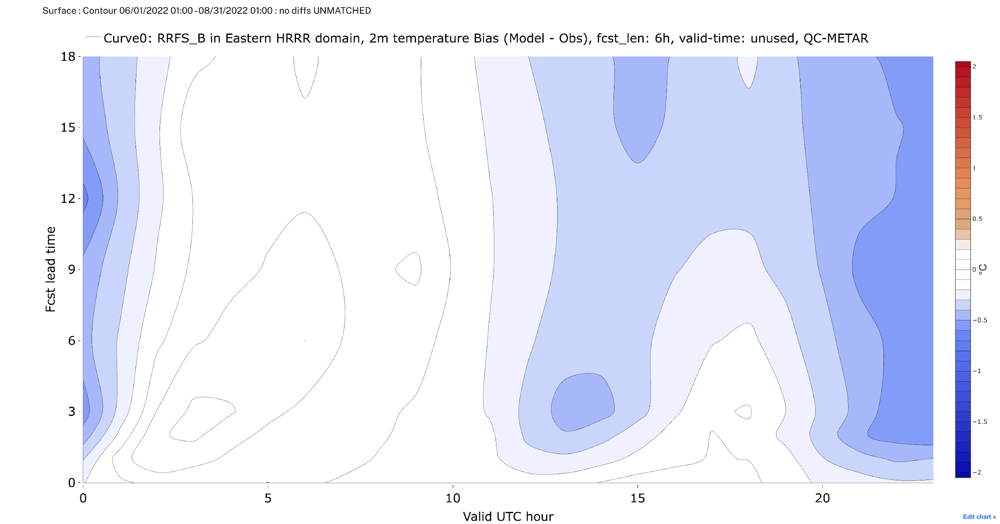 Surface : Contour 06/01/2022 01:00 - 08/31/2022 01:00 : no diffs UNMATCHED
Curve0: RRFS_B in Eastern HRRR domain, 2m temperature Bias (Model - Obs), fcst_len: 6h, valid-time: unused, QC-METAR
18
15
12
9
6
3
0
Fcst lead time
0 5 10 15 20
Valid UTC hour
2
1.5
1
0.5
0
−0.5
−1
−1.5
−2
°C
Edit chart »